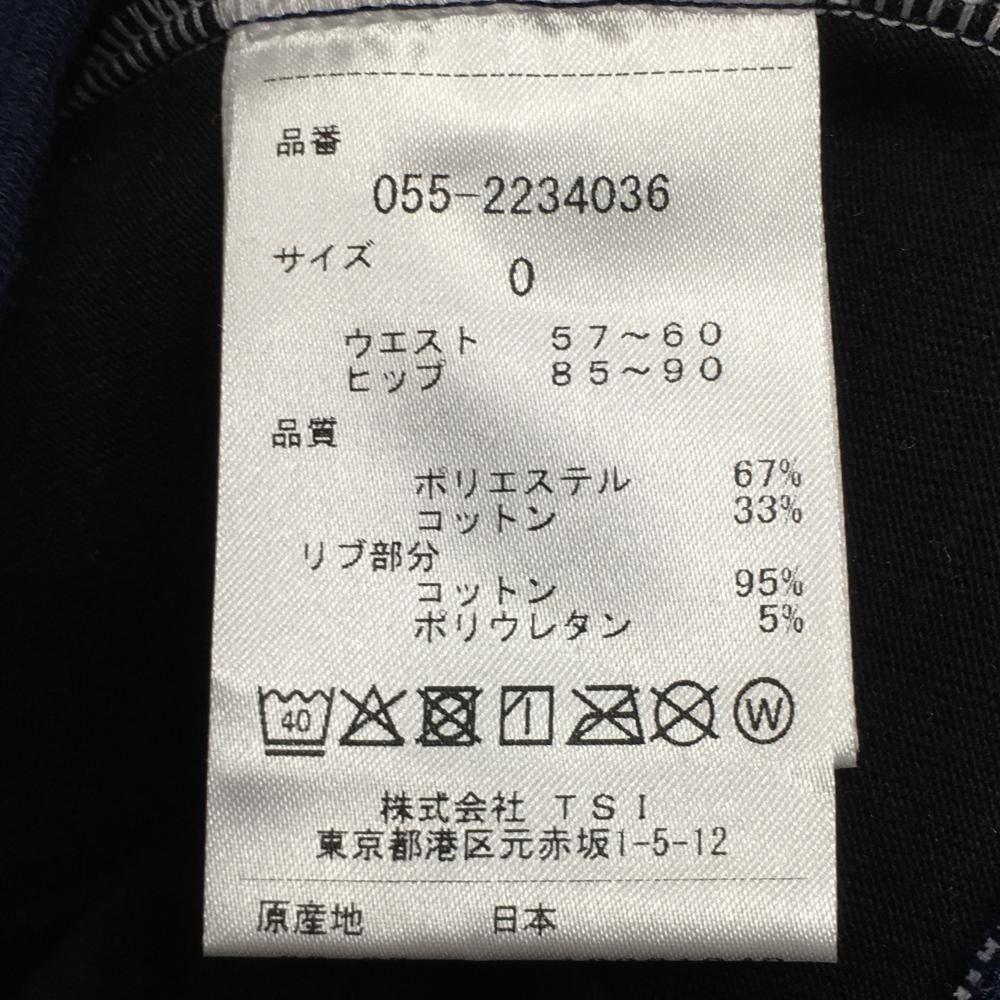 品番
055-2234036
サイズ 0
ウエスト 57～60
ヒップ 85～90
品質
ポリエステル 67%
コットン 33%
リブ部分
コットン 95%
ポリウレタン 5%
40
W
株式会社 TSI
東京都港区元赤坂1-5-12
原産地 日本